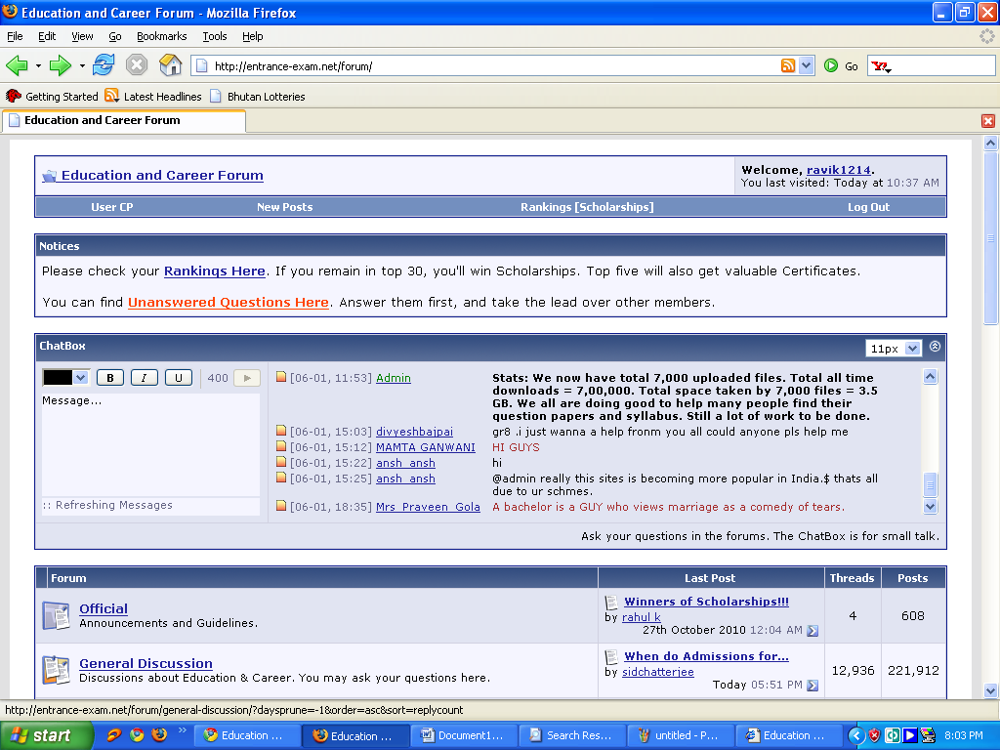 Education and Career Forum - Mozilla Firefox
File Edit View Go Bookmarks Tools Help
http://entrance-exam.net/forum/ Go Y!
Getting Started Latest Headlines Bhutan Lotteries
Education and Career Forum
Education and Career Forum
Welcome, ravik1214.
You last visited: Today at 10:37 AM
User CP New Posts Rankings [Scholarships] Log Out
Notices
Please check your Rankings Here. If you remain in top 30, you'll win Scholarships. Top five will also get valuable Certificates.
You can find Unanswered Questions Here. Answer them first, and take the lead over other members.
ChatBox 11px
B I U 400
Message...
:: Refreshing Messages
[06-01, 11:53] Admin Stats: We now have total 7,000 uploaded files. Total all time
downloads = 7,00,000. Total space taken by 7,000 files = 3.5
GB. We all are doing good to help many people find their
question papers and syllabus. Still a lot of work to be done.
[06-01, 15:03] divyeshbajpai gr8 .i just wanna a help fronm you all could anyone pls help me
[06-01, 15:12] MAMTA GANWANI HI GUYS
[06-01, 15:22] ansh_ansh hi
[06-01, 15:25] ansh_ansh @admin really this sites is becoming more popular in India.$ thats all
due to ur schmes.
[06-01, 18:35] Mrs_Praveen_Gola A bachelor is a GUY who views marriage as a comedy of tears.
Ask your questions in the forums. The ChatBox is for small talk.
Forum Last Post Threads Posts
Official
Announcements and Guidelines.
Winners of Scholarships!!!
by rahul k
27th October 2010 12:04 AM
4 608
General Discussion
Discussions about Education & Career. You may ask your questions here.
When do Admissions for...
by sidchatterjee
Today 05:51 PM
12,936 221,912
http://entrance-exam.net/forum/general-discussion/?daysprune=-1&order=asc&sort=replycount
start Education ... Education ... Document1... Search Res... untitled - P... Education ... 8:03 PM